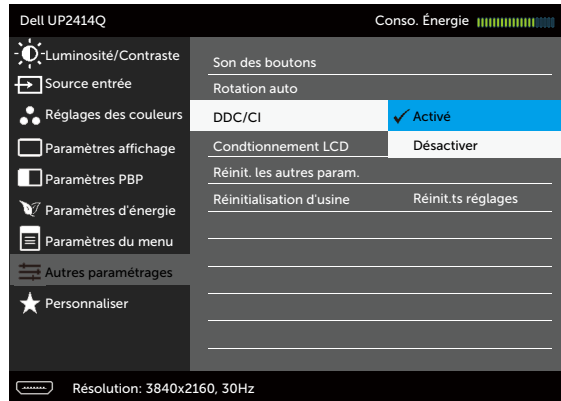 Dell UP2414Q
Conso. Énergie
Luminosité/Contraste
Source entrée
Réglages des couleurs
Paramètres affichage
Paramètres PBP
Paramètres d'énergie
Paramètres du menu
Autres paramétrages
Personnaliser
Son des boutons
Rotation auto
DDC/CI
Activé
Condtionnement LCD
Désactiver
Réinit. les autres param.
Réinitialisation d'usine
Réinit.ts réglages
Résolution: 3840x2160, 30Hz